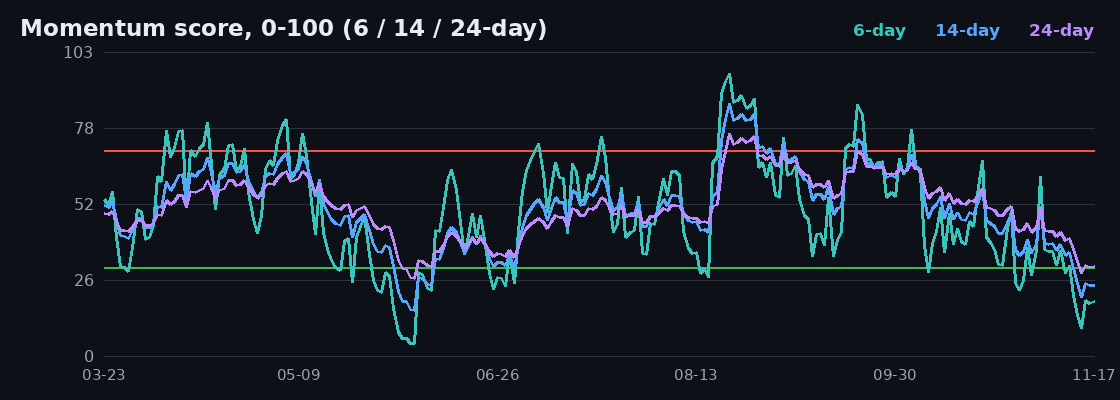 Momentum score, 0-100 (6 / 14 / 24-day)
6-day 14-day 24-day
103
78
52
26
0
03-23 05-09 06-26 08-13 09-30 11-17